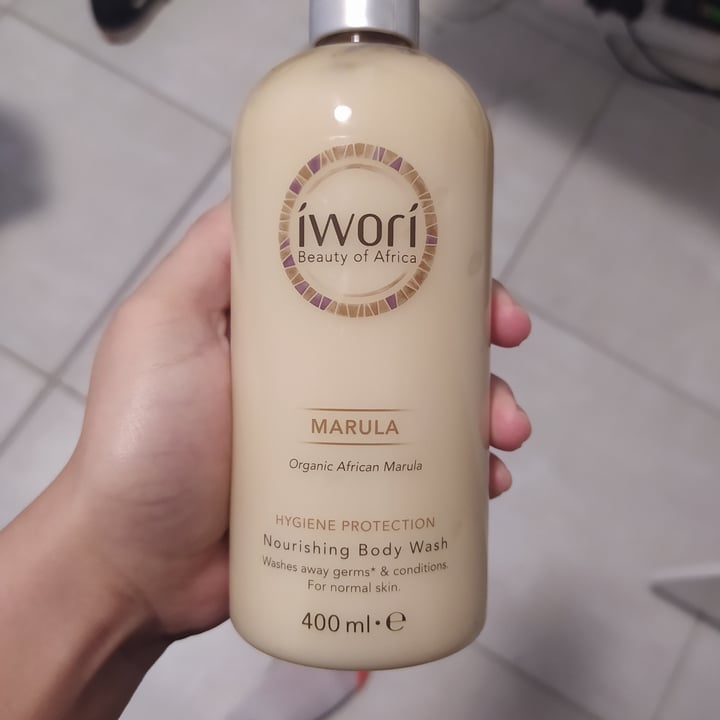 íworí
Beauty of Africa
MARULA
Organic African Marula
HYGIENE PROTECTION
Nourishing Body Wash
Washes away germs* & conditions.
For normal skin.
400 ml • ℮